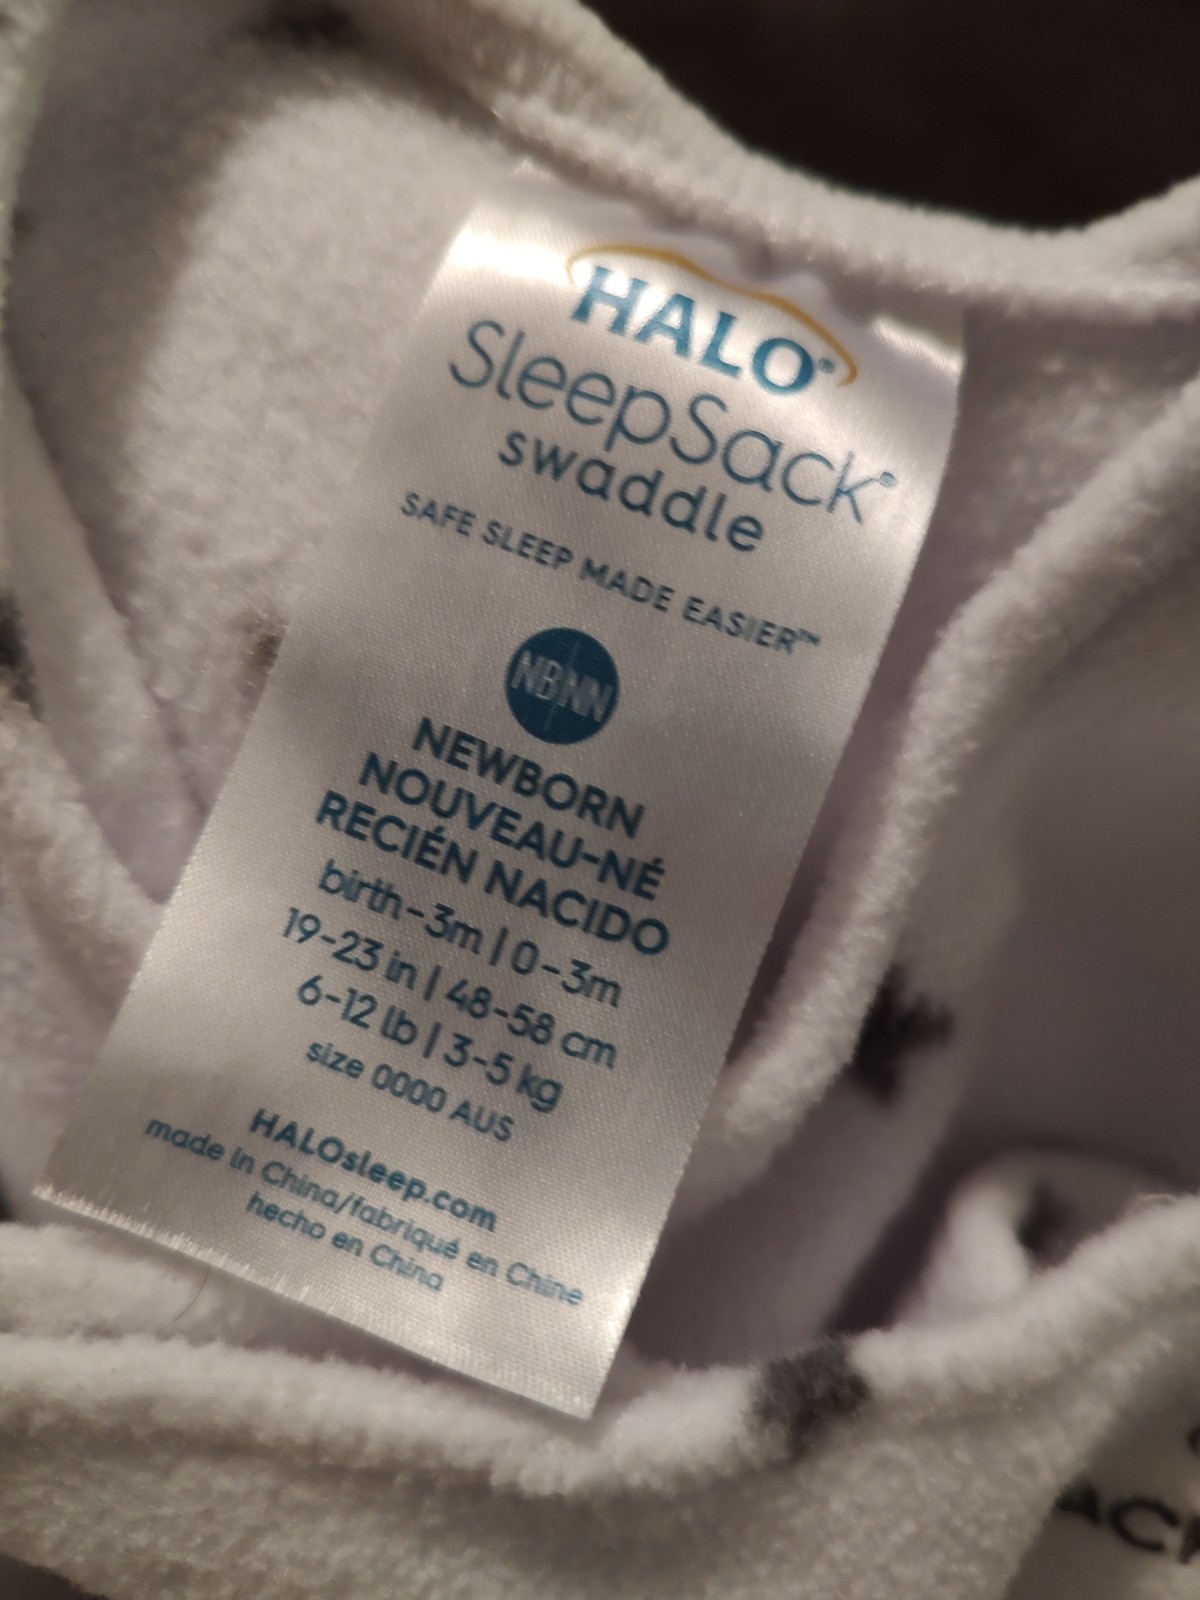 HALO®
SleepSack®
swaddle
SAFE SLEEP MADE EASIER™
NB|NN
NEWBORN
NOUVEAU-NÉ
RECIÉN NACIDO
birth-3m | 0-3m
19-23 in | 48-58 cm
6-12 lb | 3-5 kg
size 0000 AUS
HALOsleep.com
made in China/fabriqué en Chine
hecho en China